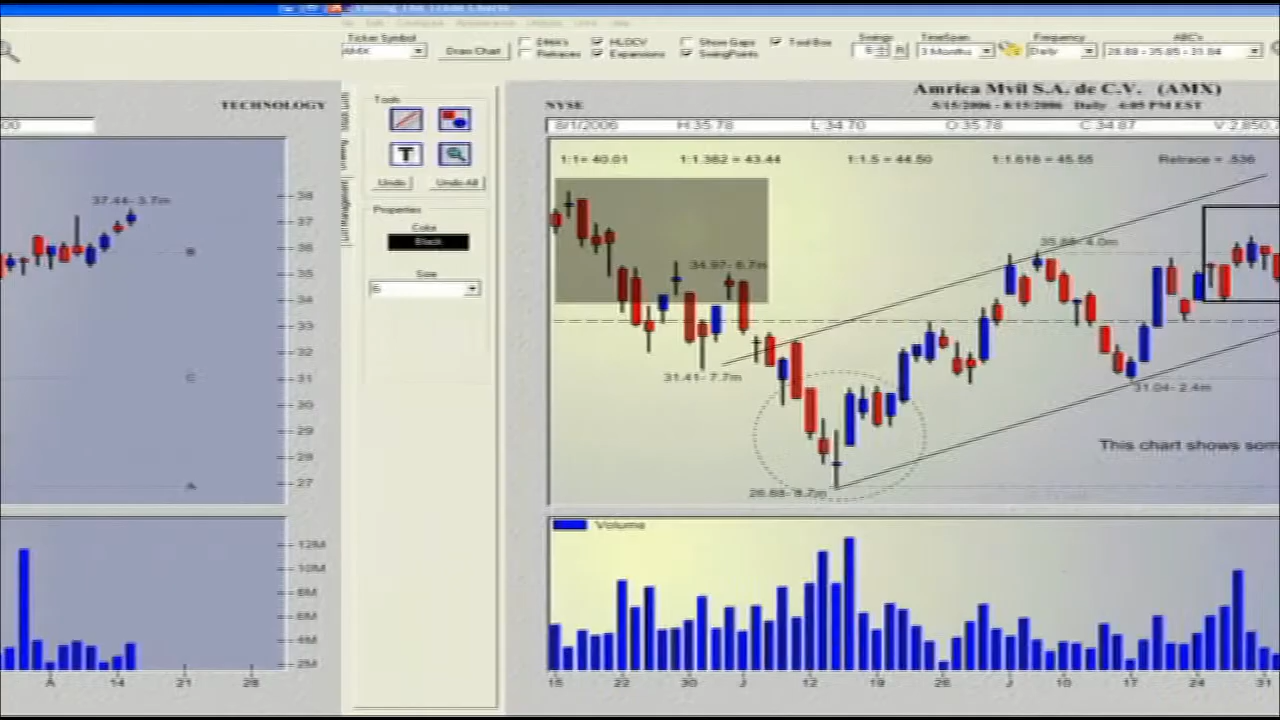 Ticker Symbol
AMX
Draw Chart
EMA's
Retraces
HLOCV
Expansions
Show Gaps
SwingPoints
Tool Box
Swings
6
R
TimeSpan
3 Months
Frequency
Daily
ABC's
TECHNOLOGY
NYSE
Amrica Mvil S.A. de C.V. (AMX)
5/15/2006 - 8/15/2006 Daily 4:05 PM EST
8/1/2006 H:35.78 L:34.70 O:35.78 C:34.87 V:2,850,
Tools
T
Undo
Undo All
Properties
Color
Black
Size
6
1:1= 40.01 1:1.382 = 43.44 1:1.5 = 44.50 1:1.618 = 45.55 Retrace = .536
37.44- 3.7m
34.97- 6.7m
35.88- 4.0m
31.41- 7.7m
31.04- 2.4m
26.88- 8.7m
This chart shows som
38
37
B
36
35
34
33
32
C
31
30
29
28
A
27
Volume
12M
10M
8M
6M
4M
2M
A 14 21 28
15 22 30 J 12 19 26 J 10 17 24 31